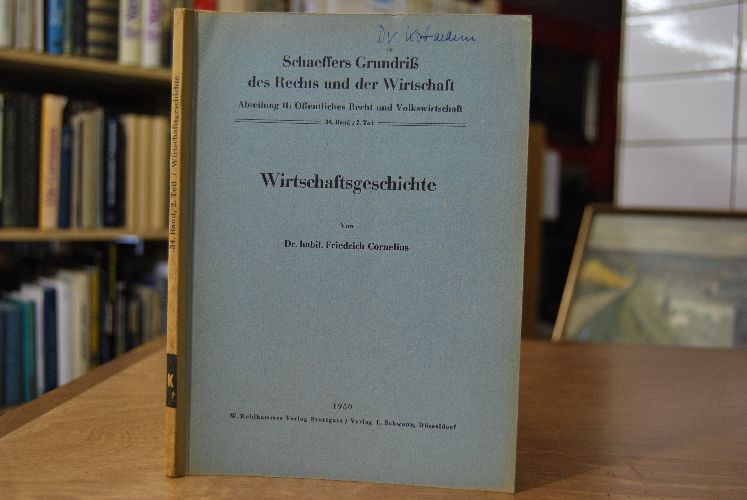 Dr.
Schaeffers Grundriß
des Rechts und der Wirtschaft
Abteilung II: Öffentliches Recht und Volkswirtschaft
34. Band / 2. Teil
Wirtschaftsgeschichte
Von
Dr. habil. Friedrich Cornelius
1950
W. Kohlhammer Verlag Stuttgart / Verlag L. Schwann, Düsseldorf
34. Band, 2. Teil / Wirtschaftsgeschichte
K